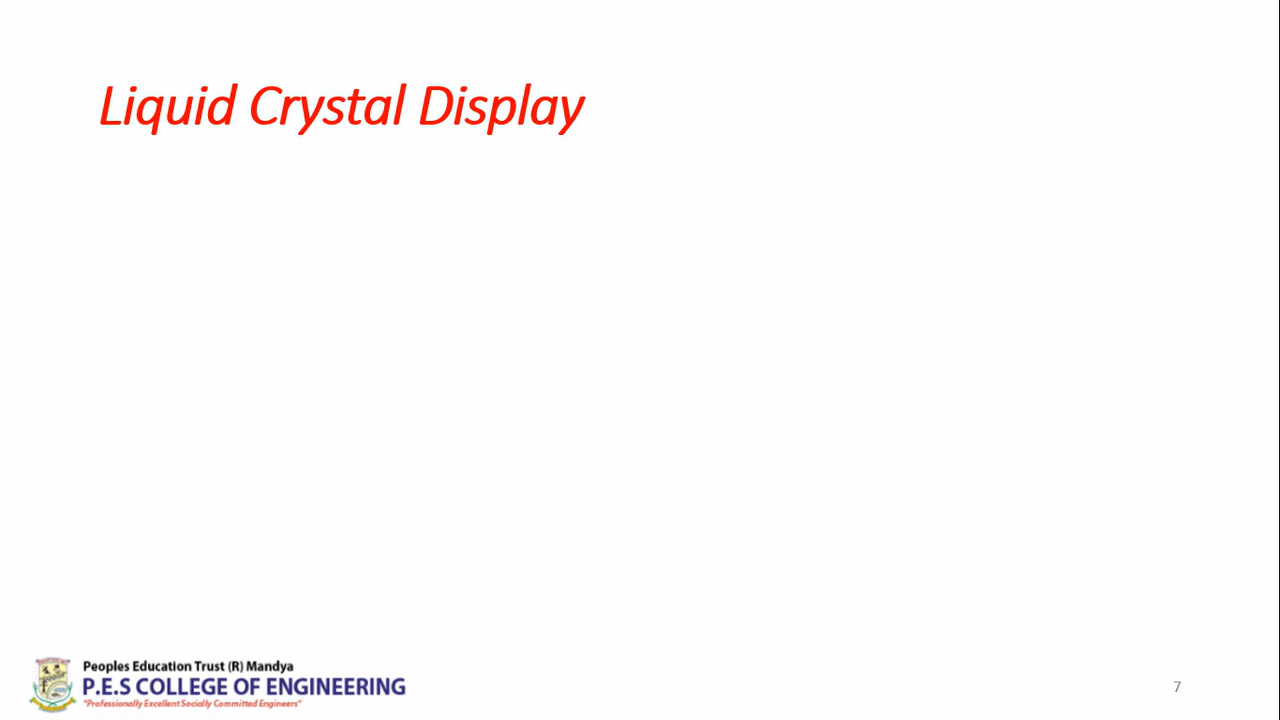 Liquid Crystal Display
Peoples Education Trust (R) Mandya
P.E.S COLLEGE OF ENGINEERING
"Professionally Excellent Socially Committed Engineers"
7